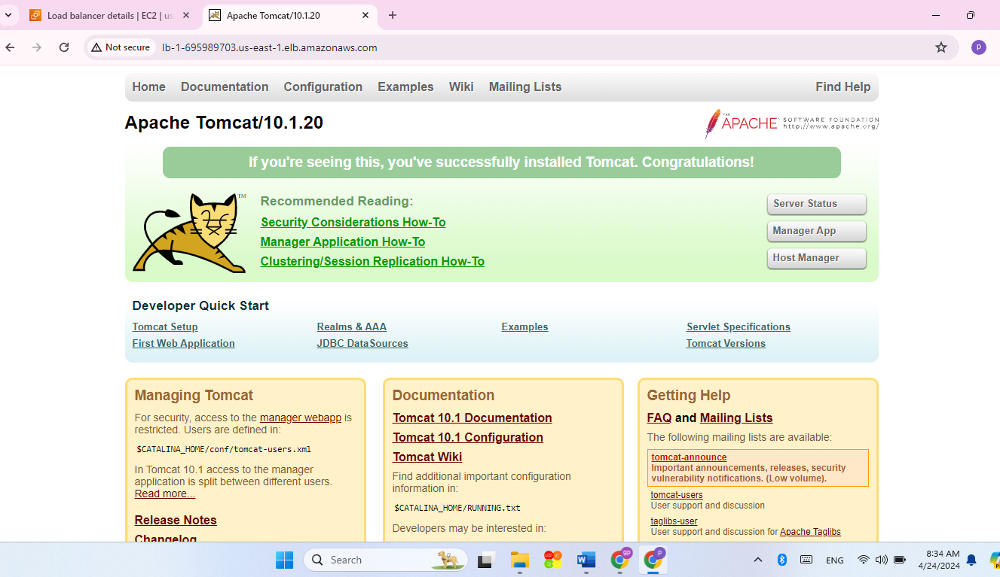 Load balancer details | EC2 | us
Apache Tomcat/10.1.20
Not secure
lb-1-695989703.us-east-1.elb.amazonaws.com
p
Home Documentation Configuration Examples Wiki Mailing Lists Find Help
Apache Tomcat/10.1.20
THE
APACHE SOFTWARE FOUNDATION
http://www.apache.org/
If you're seeing this, you've successfully installed Tomcat. Congratulations!
TM
Recommended Reading:
Security Considerations How-To
Manager Application How-To
Clustering/Session Replication How-To
Server Status
Manager App
Host Manager
Developer Quick Start
Tomcat Setup
First Web Application
Realms & AAA
JDBC DataSources
Examples
Servlet Specifications
Tomcat Versions
Managing Tomcat
For security, access to the manager webapp is
restricted. Users are defined in:
$CATALINA_HOME/conf/tomcat-users.xml
In Tomcat 10.1 access to the manager
application is split between different users.
Read more...
Release Notes
Changelog
Documentation
Tomcat 10.1 Documentation
Tomcat 10.1 Configuration
Tomcat Wiki
Find additional important configuration
information in:
$CATALINA_HOME/RUNNING.txt
Developers may be interested in:
Getting Help
FAQ and Mailing Lists
The following mailing lists are available:
tomcat-announce
Important announcements, releases, security
vulnerability notifications. (Low volume).
tomcat-users
User support and discussion
taglibs-user
User support and discussion for Apache Taglibs
Search
W
gp
p
ENG
8:34 AM
4/24/2024